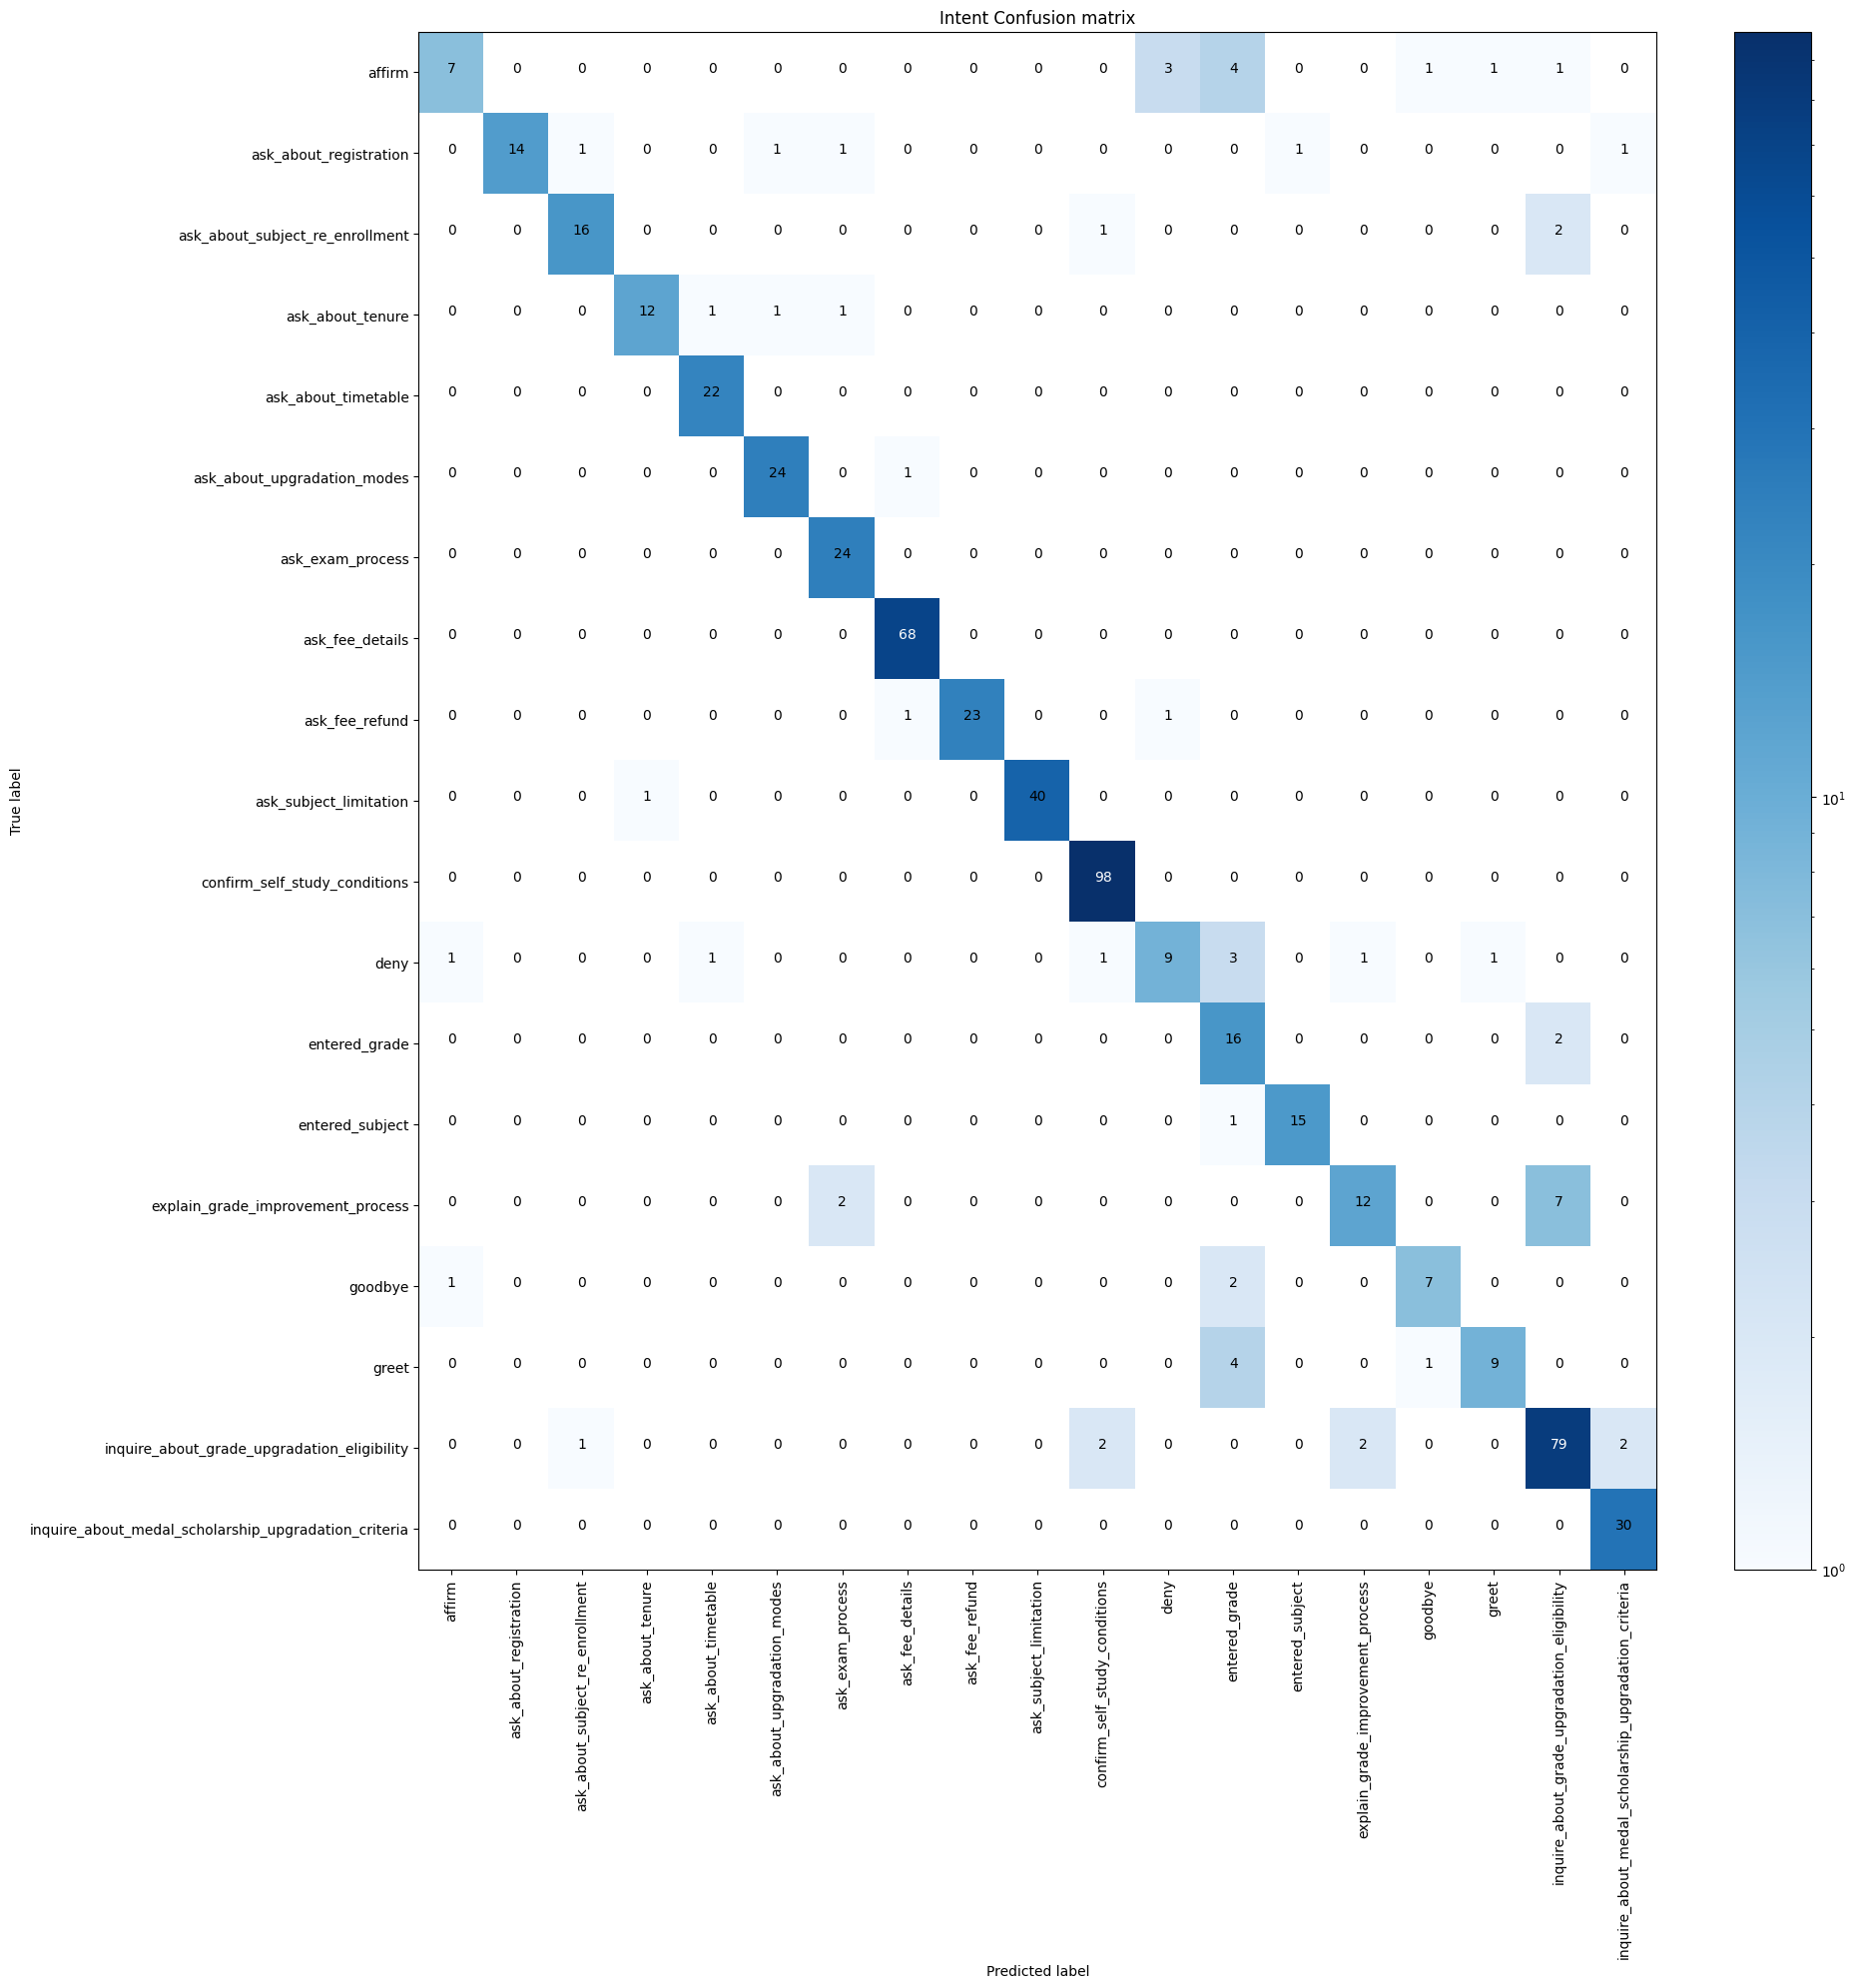 Intent Confusion matrix
affirm 7 0 0 0 0 0 0 0 0 0 0 3 4 0 0 1 1 1 0
ask_about_registration 0 14 1 0 0 1 1 0 0 0 0 0 0 1 0 0 0 0 1
ask_about_subject_re_enrollment 0 0 16 0 0 0 0 0 0 0 1 0 0 0 0 0 0 2 0
ask_about_tenure 0 0 0 12 1 1 1 0 0 0 0 0 0 0 0 0 0 0 0
ask_about_timetable 0 0 0 0 22 0 0 0 0 0 0 0 0 0 0 0 0 0 0
ask_about_upgradation_modes 0 0 0 0 0 24 0 1 0 0 0 0 0 0 0 0 0 0 0
ask_exam_process 0 0 0 0 0 0 24 0 0 0 0 0 0 0 0 0 0 0 0
ask_fee_details 0 0 0 0 0 0 0 68 0 0 0 0 0 0 0 0 0 0 0
ask_fee_refund 0 0 0 0 0 0 0 1 23 0 0 1 0 0 0 0 0 0 0
ask_subject_limitation 0 0 0 1 0 0 0 0 0 40 0 0 0 0 0 0 0 0 0
confirm_self_study_conditions 0 0 0 0 0 0 0 0 0 0 98 0 0 0 0 0 0 0 0
deny 1 0 0 0 1 0 0 0 0 0 1 9 3 0 1 0 1 0 0
entered_grade 0 0 0 0 0 0 0 0 0 0 0 0 16 0 0 0 0 2 0
entered_subject 0 0 0 0 0 0 0 0 0 0 0 0 1 15 0 0 0 0 0
explain_grade_improvement_process 0 0 0 0 0 0 2 0 0 0 0 0 0 0 12 0 0 7 0
goodbye 1 0 0 0 0 0 0 0 0 0 0 0 2 0 0 7 0 0 0
greet 0 0 0 0 0 0 0 0 0 0 0 0 4 0 0 1 9 0 0
inquire_about_grade_upgradation_eligibility 0 0 1 0 0 0 0 0 0 0 2 0 0 0 2 0 0 79 2
inquire_about_medal_scholarship_upgradation_criteria 0 0 0 0 0 0 0 0 0 0 0 0 0 0 0 0 0 0 30
True label
affirm
ask_about_registration
ask_about_subject_re_enrollment
ask_about_tenure
ask_about_timetable
ask_about_upgradation_modes
ask_exam_process
ask_fee_details
ask_fee_refund
ask_subject_limitation
confirm_self_study_conditions
deny
entered_grade
entered_subject
explain_grade_improvement_process
goodbye
greet
inquire_about_grade_upgradation_eligibility
inquire_about_medal_scholarship_upgradation_criteria
Predicted label
10¹
10⁰